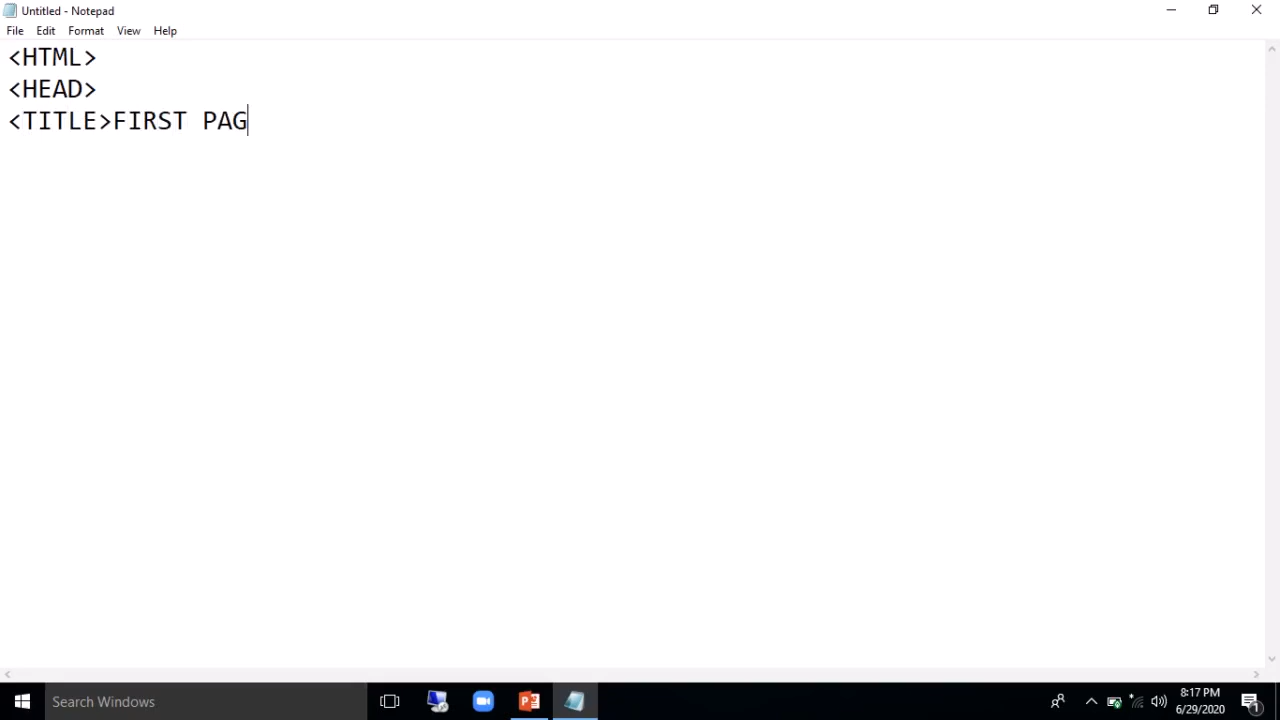 Untitled - Notepad
File Edit Format View Help
<HTML>
<HEAD>
<TITLE>FIRST PAG
Search Windows
8:17 PM
6/29/2020
1